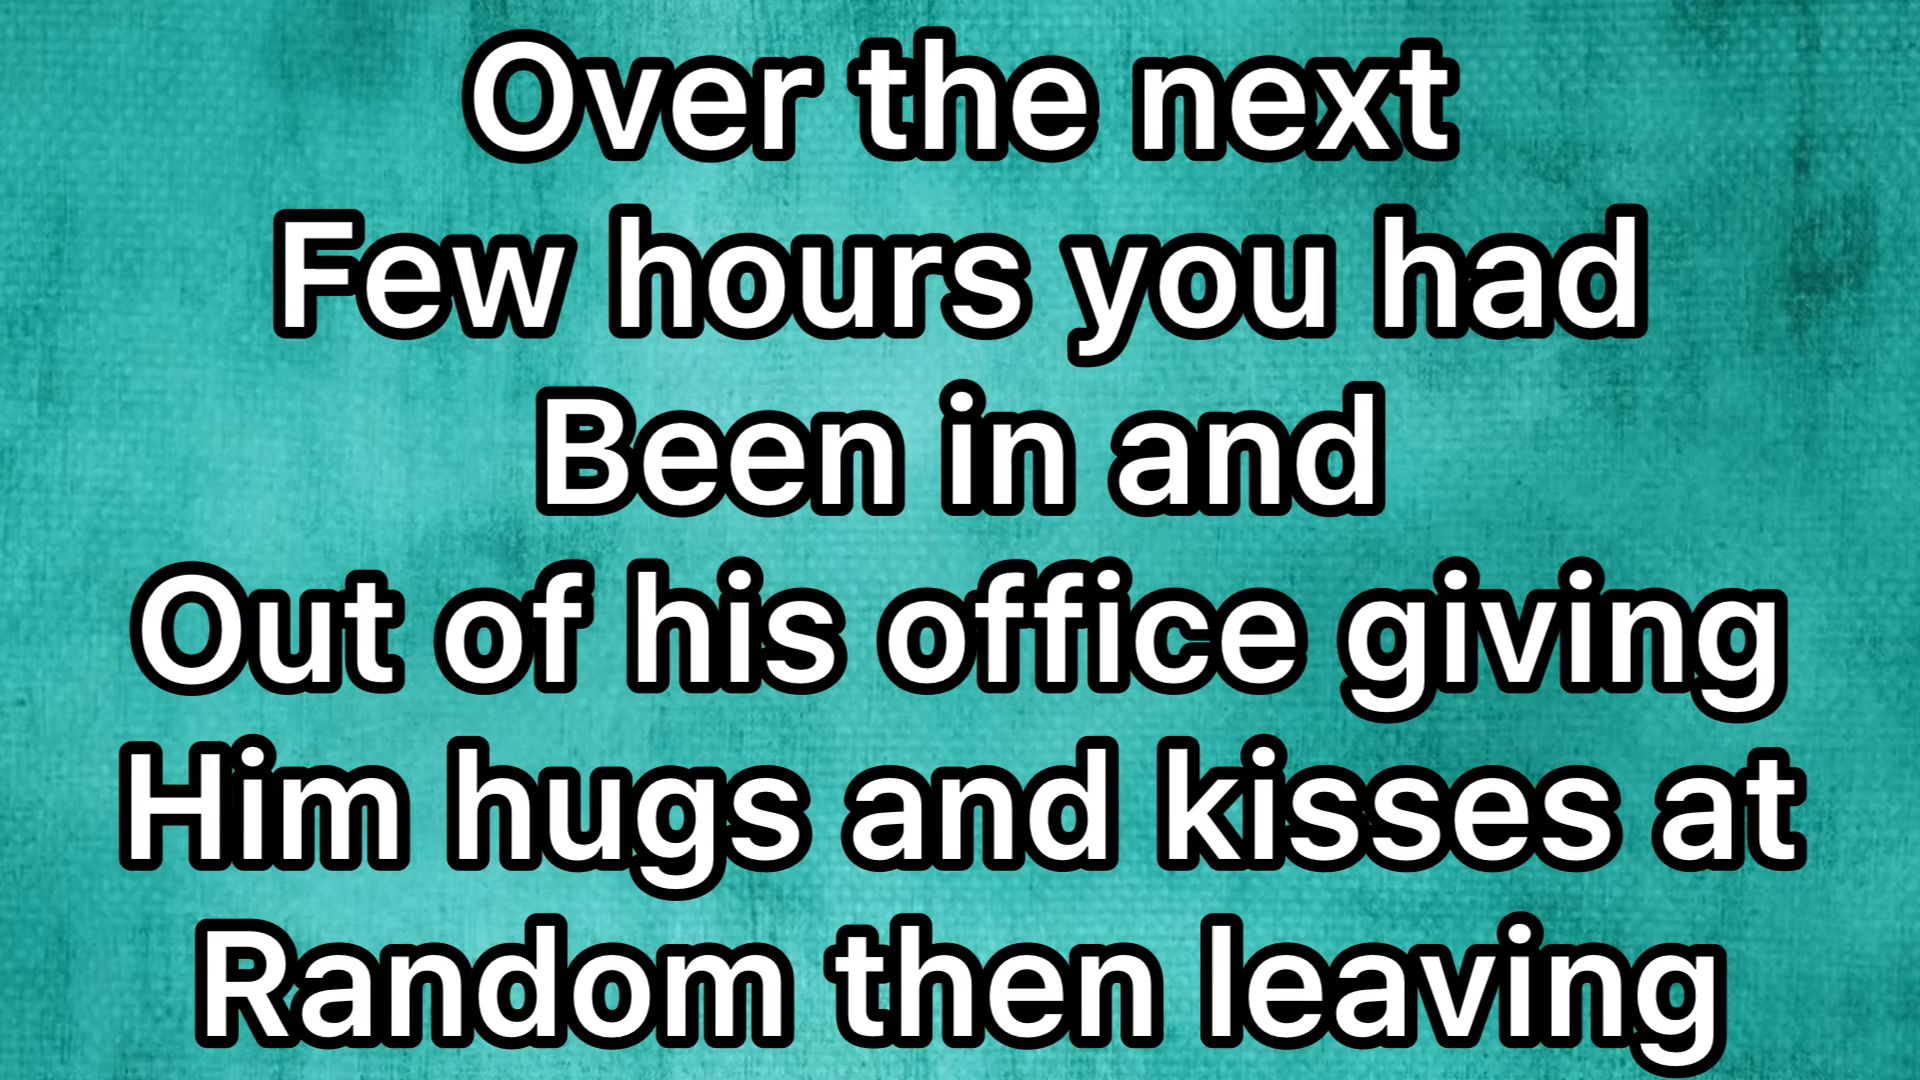 Over the next
Few hours you had
Been in and
Out of his office giving
Him hugs and kisses at
Random then leaving